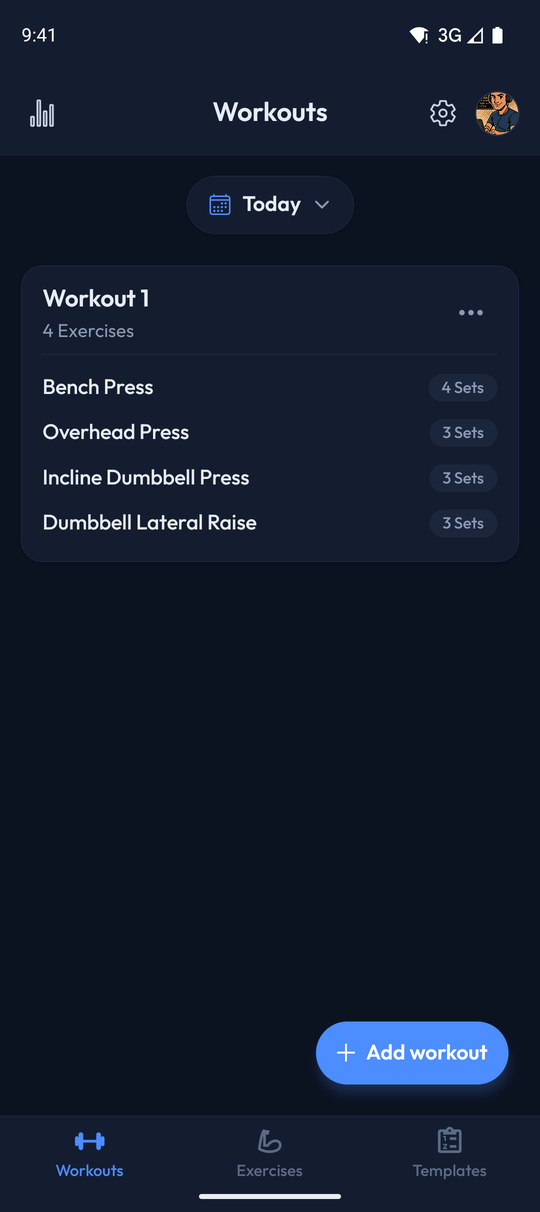 9:41
3G
Workouts
Today
Workout 1
4 Exercises
Bench Press
4 Sets
Overhead Press
3 Sets
Incline Dumbbell Press
3 Sets
Dumbbell Lateral Raise
3 Sets
Add workout
Workouts
Exercises
Templates